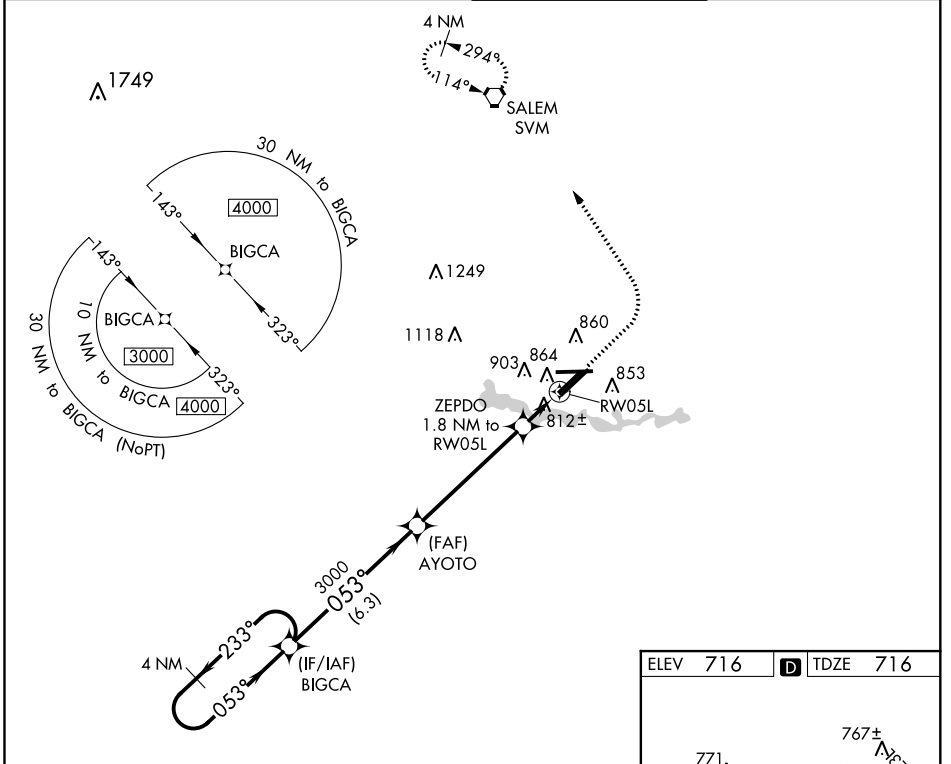 4 NM
294°
114°
SALEM
SVM
1749
30 NM to BIGCA
4000
143°
BIGCA
323°
143°
BIGCA
10 NM to BIGCA
3000
323°
4000
30 NM to BIGCA (NoPT)
1249
1118
860
903
864
853
RW05L
812±
ZEPDO
1.8 NM to
RW05L
(FAF)
AYOTO
3000
053°
(6.3)
233°
4 NM
053°
(IF/IAF)
BIGCA
ELEV 716
D
TDZE 716
767±
771